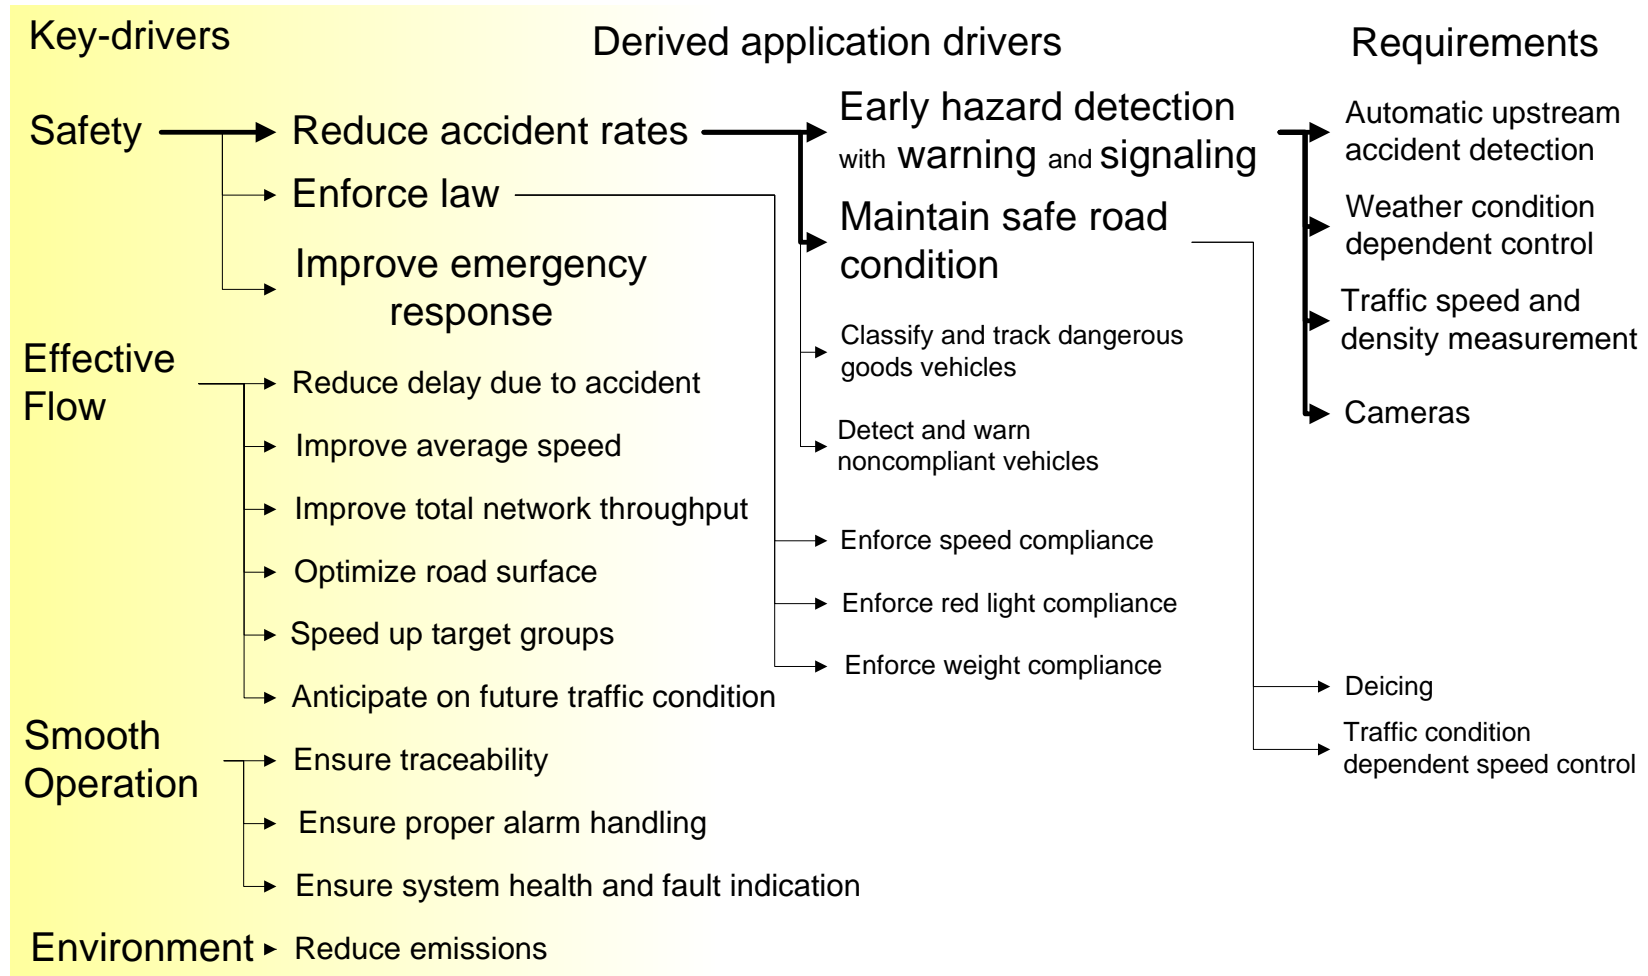 Key-drivers
Derived application drivers
Requirements
Safety
Reduce accident rates
Enforce law
Improve emergency
response
Effective
Flow
Reduce delay due to accident
Improve average speed
Improve total network throughput
Optimize road surface
Speed up target groups
Anticipate on future traffic condition
Smooth
Operation
Ensure traceability
Ensure proper alarm handling
Ensure system health and fault indication
Environment
Reduce emissions
Early hazard detection
with warning and signaling
Maintain safe road
condition
Classify and track dangerous
goods vehicles
Detect and warn
noncompliant vehicles
Enforce speed compliance
Enforce red light compliance
Enforce weight compliance
Automatic upstream
accident detection
Weather condition
dependent control
Traffic speed and
density measurement
Cameras
Deicing
Traffic condition
dependent speed control